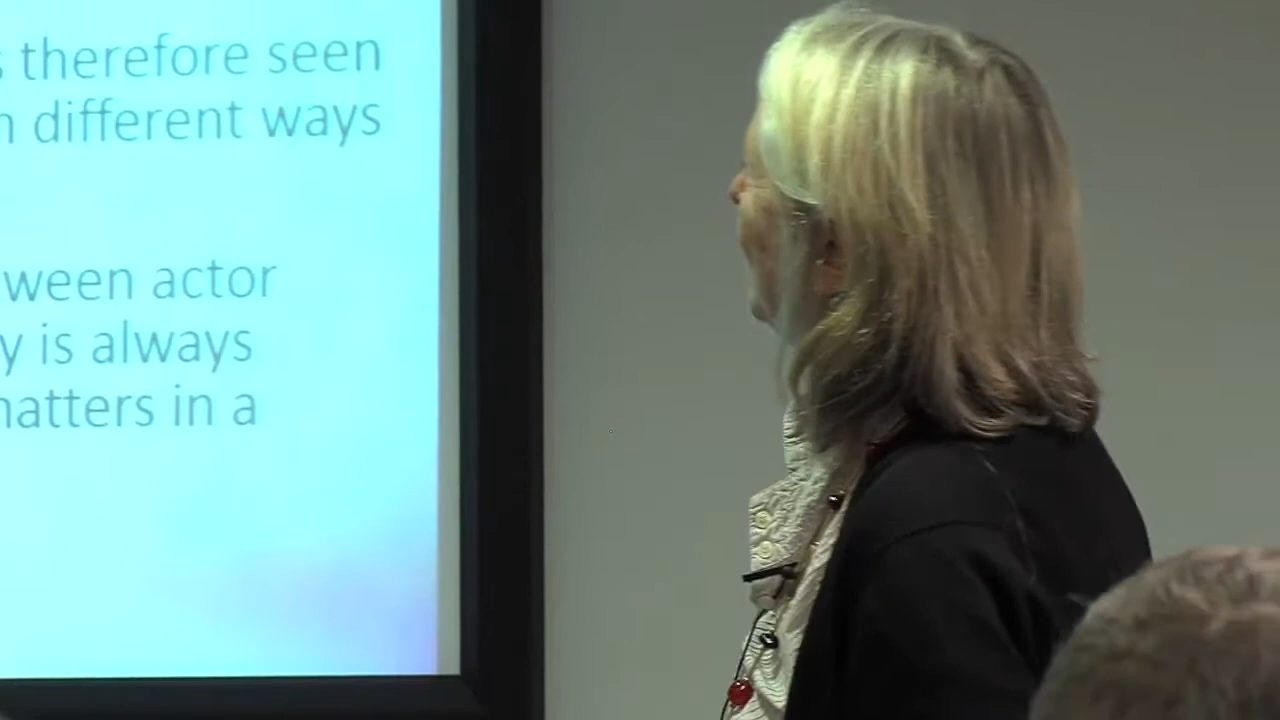 therefore seen
different ways
ween actor
y is always
natters in a